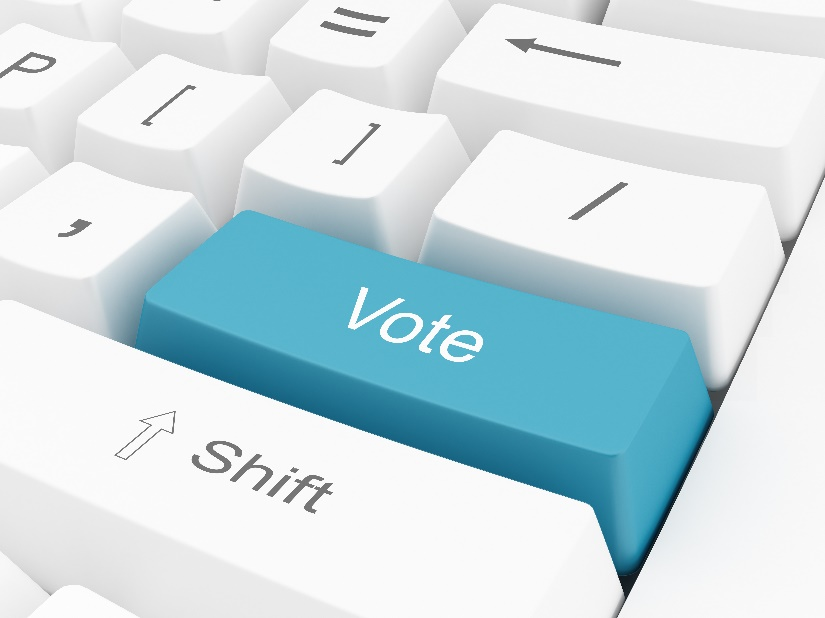 =
←
P
[
]
/
'
Vote
⇧ Shift